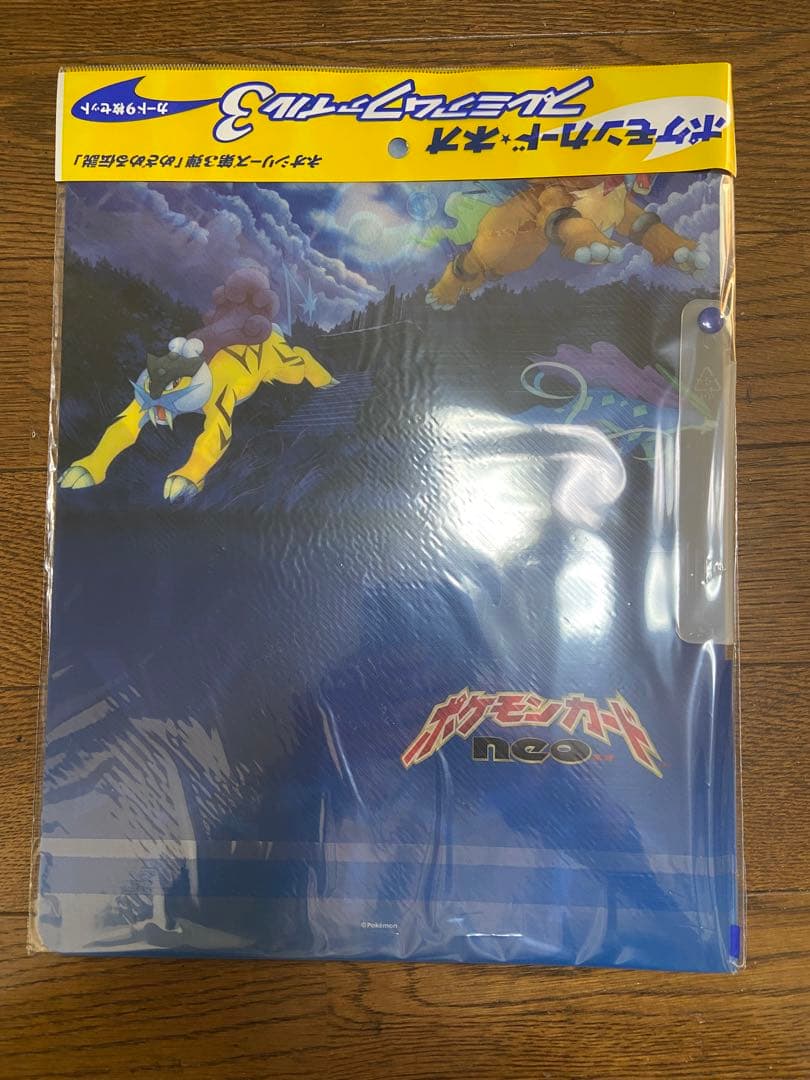 ポケモンカード★ネオ
プレミアムファイル3
カード9枚セット
ネオシリーズ第3弾「めざめる伝説」
ポケモンカード
neo
©Pokémon